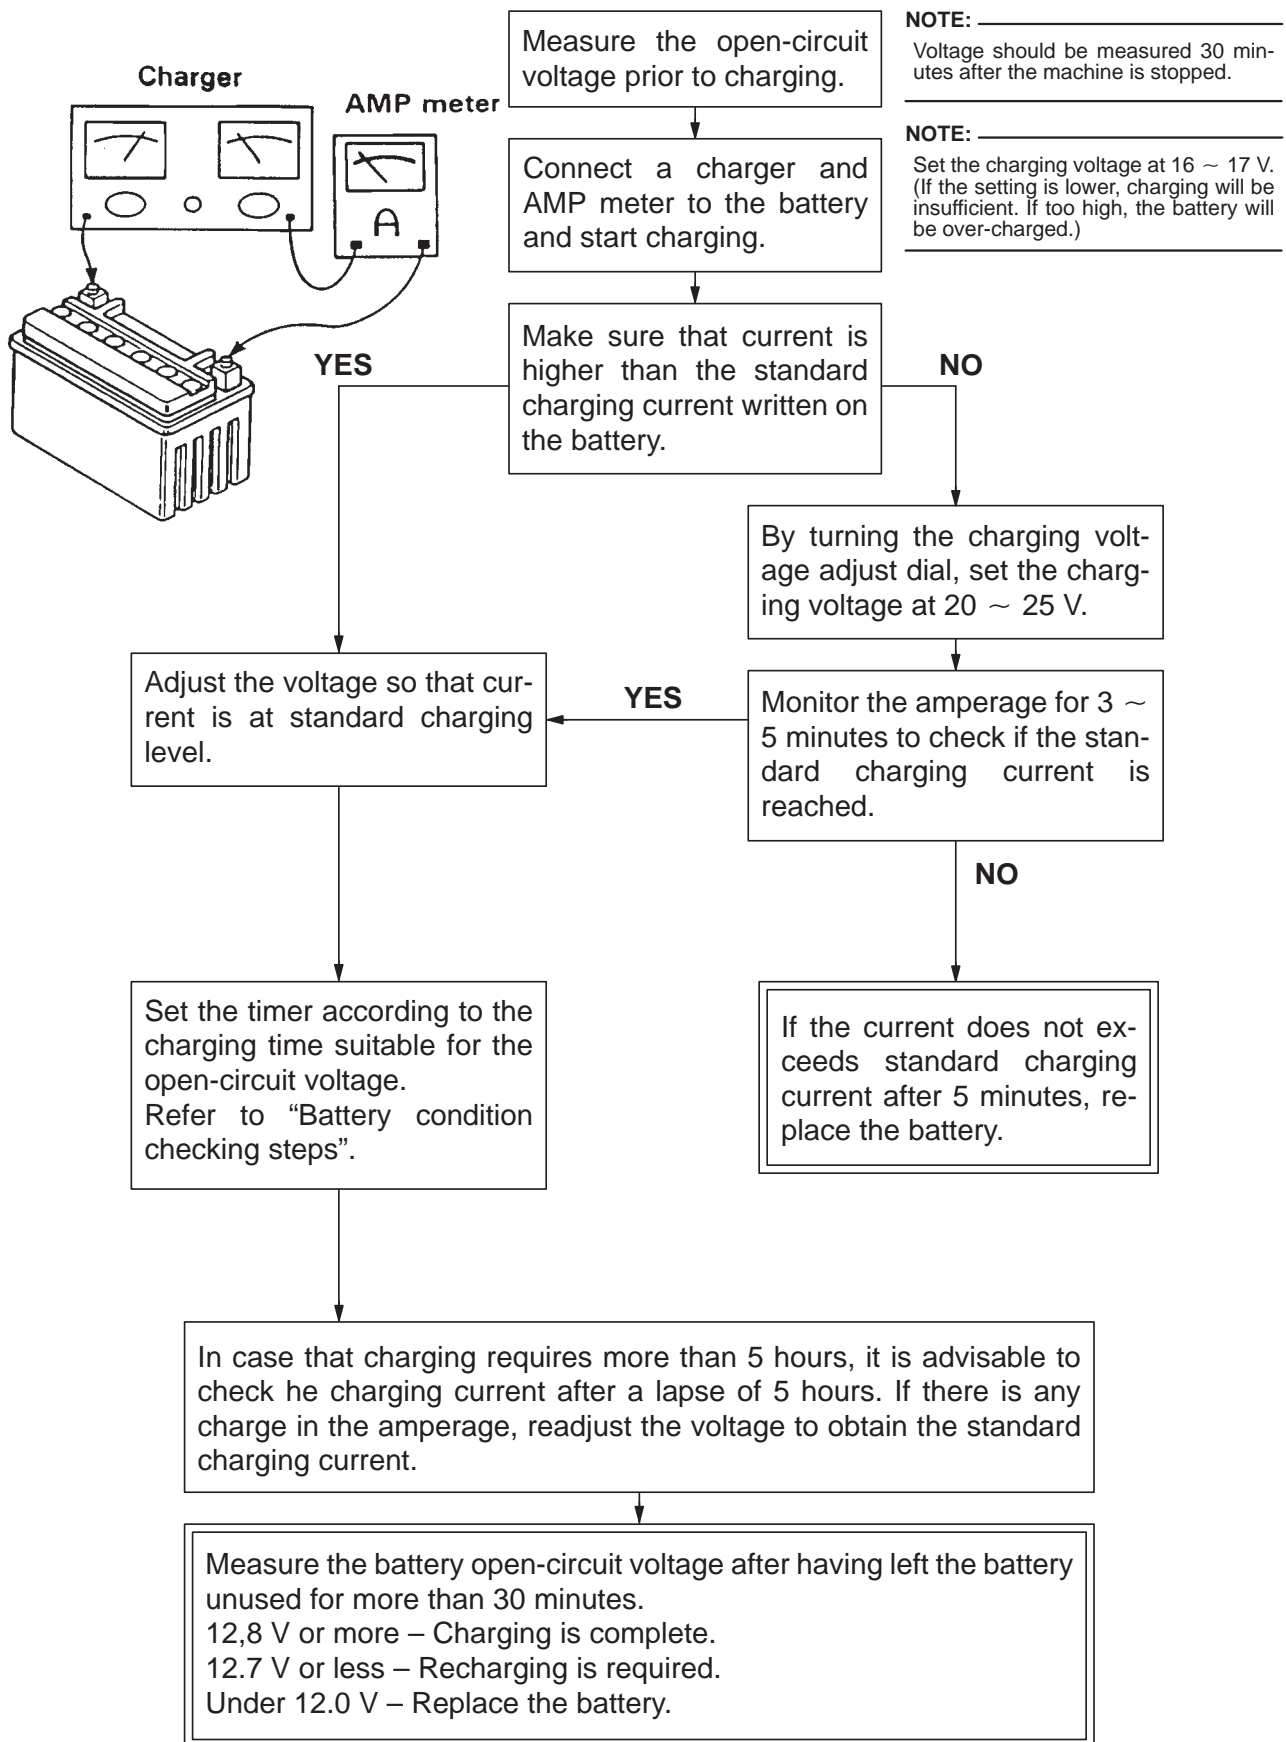 Measure the open-circuit
voltage prior to charging.
NOTE:
Voltage should be measured 30 min-
utes after the machine is stopped.
Charger
AMP meter
A
NOTE:
Set the charging voltage at 16 ~ 17 V.
(If the setting is lower, charging will be
insufficient. If too high, the battery will
be over-charged.)
Connect a charger and
AMP meter to the battery
and start charging.
Make sure that current is
higher than the standard
charging current written on
the battery.
YES
NO
By turning the charging volt-
age adjust dial, set the charg-
ing voltage at 20 ~ 25 V.
Monitor the amperage for 3 ~
5 minutes to check if the stan-
dard charging current is
reached.
YES
NO
Adjust the voltage so that cur-
rent is at standard charging
level.
If the current does not ex-
ceeds standard charging
current after 5 minutes, re-
place the battery.
Set the timer according to the
charging time suitable for the
open-circuit voltage.
Refer to “Battery condition
checking steps”.
In case that charging requires more than 5 hours, it is advisable to
check he charging current after a lapse of 5 hours. If there is any
charge in the amperage, readjust the voltage to obtain the standard
charging current.
Measure the battery open-circuit voltage after having left the battery
unused for more than 30 minutes.
12,8 V or more – Charging is complete.
12.7 V or less – Recharging is required.
Under 12.0 V – Replace the battery.